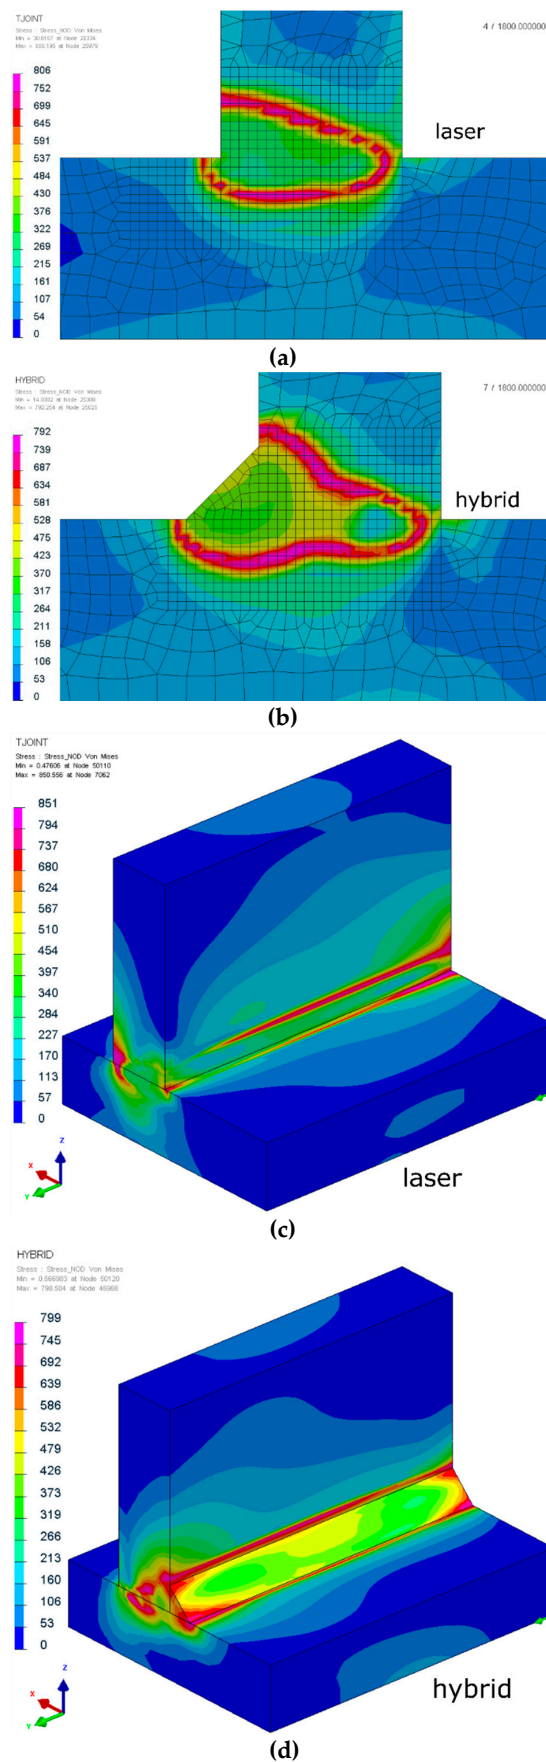 TJOINT
Stress : Stress_NOD Von Mises
4 / 1800.000000
806
752
699
645
591
537
484
430
376
322
269
215
161
107
54
0
laser
(a)
HYBRID
Stress : Stress_NOD Von Mises
7 / 1800.000000
792
739
687
634
581
528
475
423
370
317
264
211
158
106
53
0
hybrid
(b)
TJOINT
Stress : Stress_NOD Von Mises
Min = 0.47606 at Node 50110
Max = 850.556 at Node 7062
851
794
737
680
624
567
510
454
397
340
284
227
170
113
57
0
Z
X
Y
laser
(c)
HYBRID
Stress : Stress_NOD Von Mises
Min = 0.566983 at Node 50120
Max = 798.504 at Node 46968
799
745
692
639
586
532
479
426
373
319
266
213
160
106
53
0
Z
X
Y
hybrid
(d)